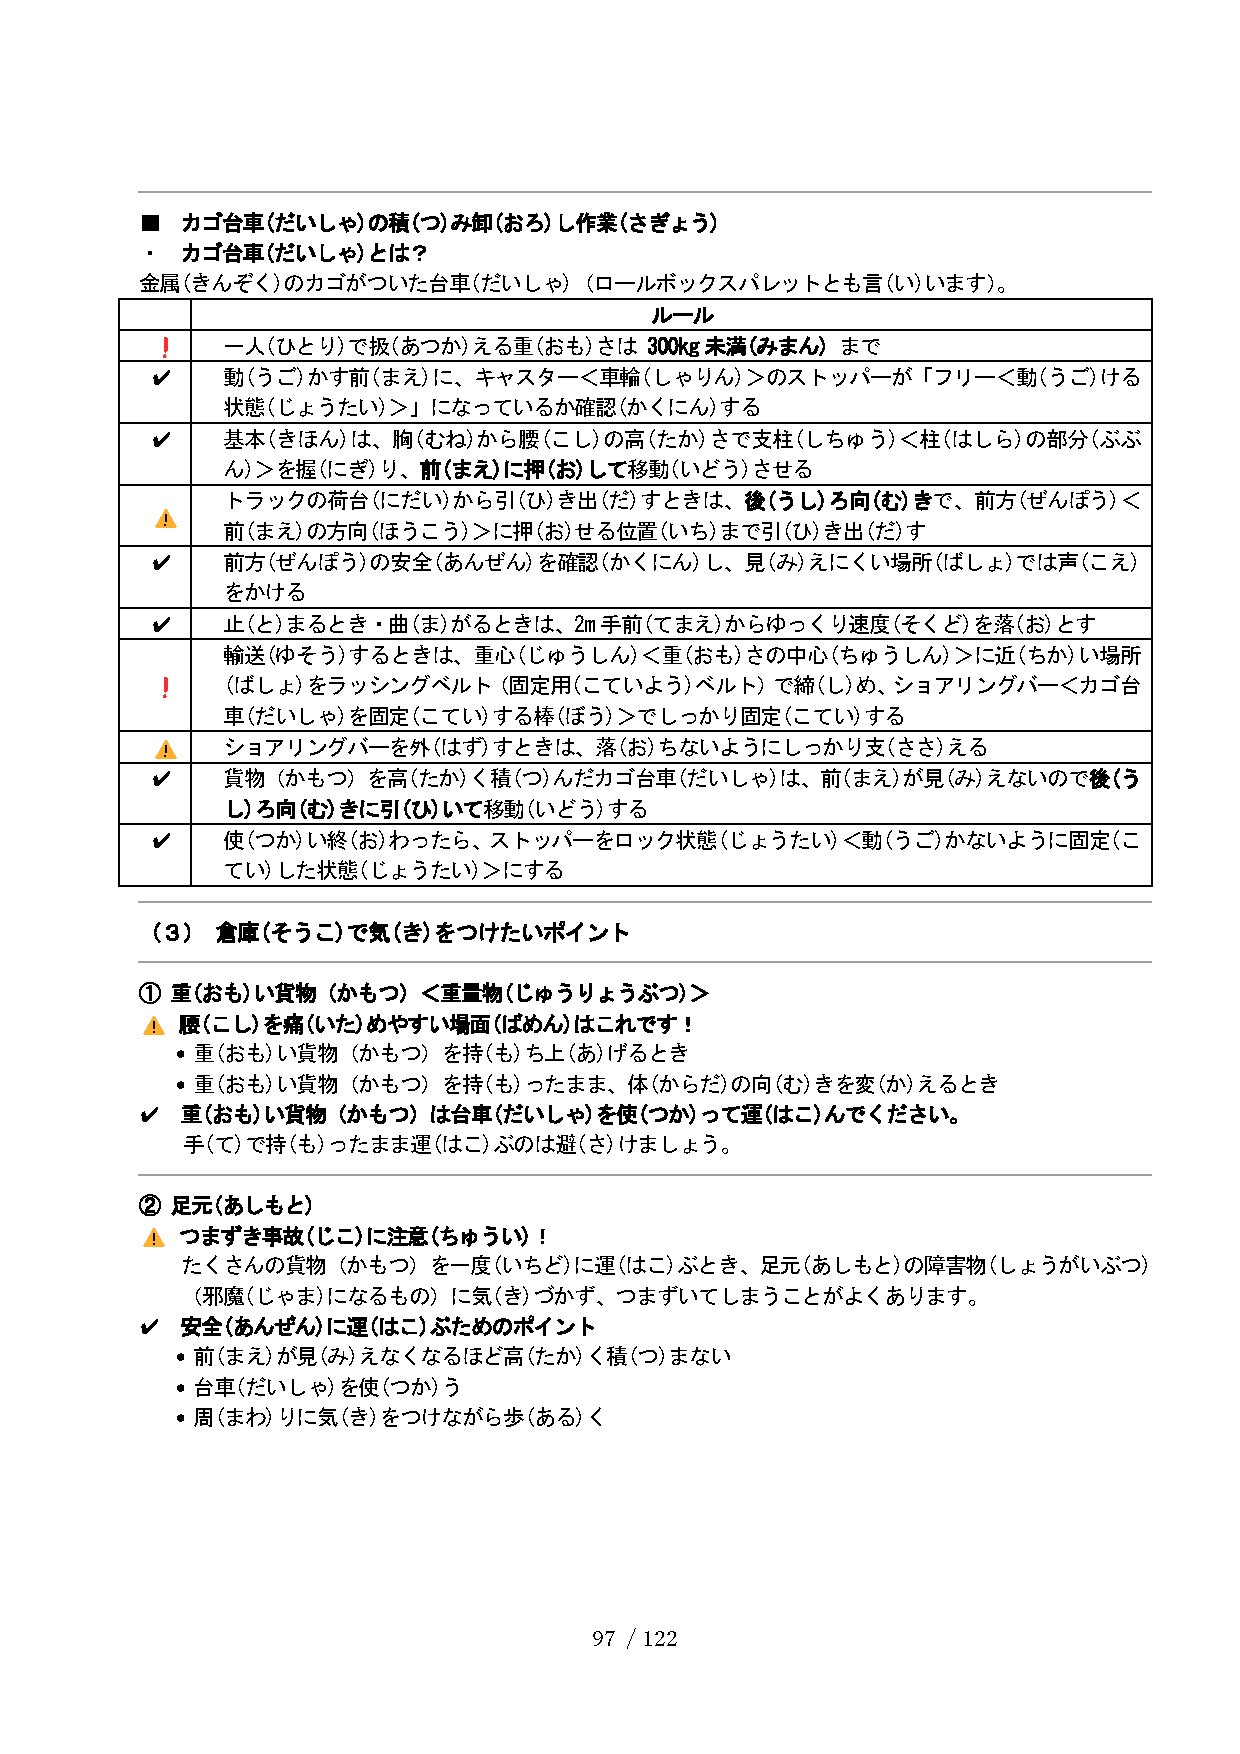 ■ カゴ台車(だいしゃ)の積(つ)み卸(おろ)し作業(さぎょう)
・ カゴ台車(だいしゃ)とは？
金属(きんぞく)のカゴがついた台車(だいしゃ)（ロールボックスパレットとも言(い)います）。
ルール
❗ 一人(ひとり)で扱(あつか)える重(おも)さは 300kg 未満(みまん) まで
✔ 動(うご)かす前(まえ)に、キャスター＜車輪(しゃりん)＞のストッパーが「フリー＜動(うご)ける
状態(じょうたい)＞」になっているか確認(かくにん)する
✔ 基本(きほん)は、胸(むね)から腰(こし)の高(たか)さで支柱(しちゅう)＜柱(はしら)の部分(ぶぶ
ん)＞を握(にぎ)り、前(まえ)に押(お)して移動(いどう)させる
トラックの荷台(にだい)から引(ひ)き出(だ)すときは、後(うし)ろ向(む)きで、前方(ぜんぽう)＜
⚠ 前(まえ)の方向(ほうこう)＞に押(お)せる位置(いち)まで引(ひ)き出(だ)す
✔ 前方(ぜんぽう)の安全(あんぜん)を確認(かくにん)し、見(み)えにくい場所(ばしょ)では声(こえ)
をかける
✔ 止(と)まるとき・曲(ま)がるときは、2m 手前(てまえ)からゆっくり速度(そくど)を落(お)とす
輸送(ゆそう)するときは、重心(じゅうしん)＜重(おも)さの中心(ちゅうしん)＞に近(ちか)い場所
❗ (ばしょ)をラッシングベルト（固定用(こていよう)ベルト）で締(し)め、ショアリングバー＜カゴ台
車(だいしゃ)を固定(こてい)する棒(ぼう)＞でしっかり固定(こてい)する
⚠ ショアリングバーを外(はず)すときは、落(お)ちないようにしっかり支(ささ)える
✔ 貨物（かもつ）を高(たか)く積(つ)んだカゴ台車(だいしゃ)は、前(まえ)が見(み)えないので後(う
し)ろ向(む)きに引(ひ)いて移動(いどう)する
✔ 使(つか)い終(お)わったら、ストッパーをロック状態(じょうたい)＜動(うご)かないように固定(こ
てい)した状態(じょうたい)＞にする
（３） 倉庫(そうこ)で気(き)をつけたいポイント
① 重(おも)い貨物（かもつ）＜重量物(じゅうりょうぶつ)＞
⚠ 腰(こし)を痛(いた)めやすい場面(ばめん)はこれです！
• 重(おも)い貨物（かもつ）を持(も)ち上(あ)げるとき
• 重(おも)い貨物（かもつ）を持(も)ったまま、体(からだ)の向(む)きを変(か)えるとき
✔ 重(おも)い貨物（かもつ）は台車(だいしゃ)を使(つか)って運(はこ)んでください。
手(て)で持(も)ったまま運(はこ)ぶのは避(さ)けましょう。
② 足元(あしもと)
⚠ つまずき事故(じこ)に注意(ちゅうい)！
たくさんの貨物（かもつ）を一度(いちど)に運(はこ)ぶとき、足元(あしもと)の障害物(しょうがいぶつ)
（邪魔(じゃま)になるもの）に気(き)づかず、つまずいてしまうことがよくあります。
✔ 安全(あんぜん)に運(はこ)ぶためのポイント
• 前(まえ)が見(み)えなくなるほど高(たか)く積(つ)まない
• 台車(だいしゃ)を使(つか)う
• 周(まわ)りに気(き)をつけながら歩(ある)く
97 / 122